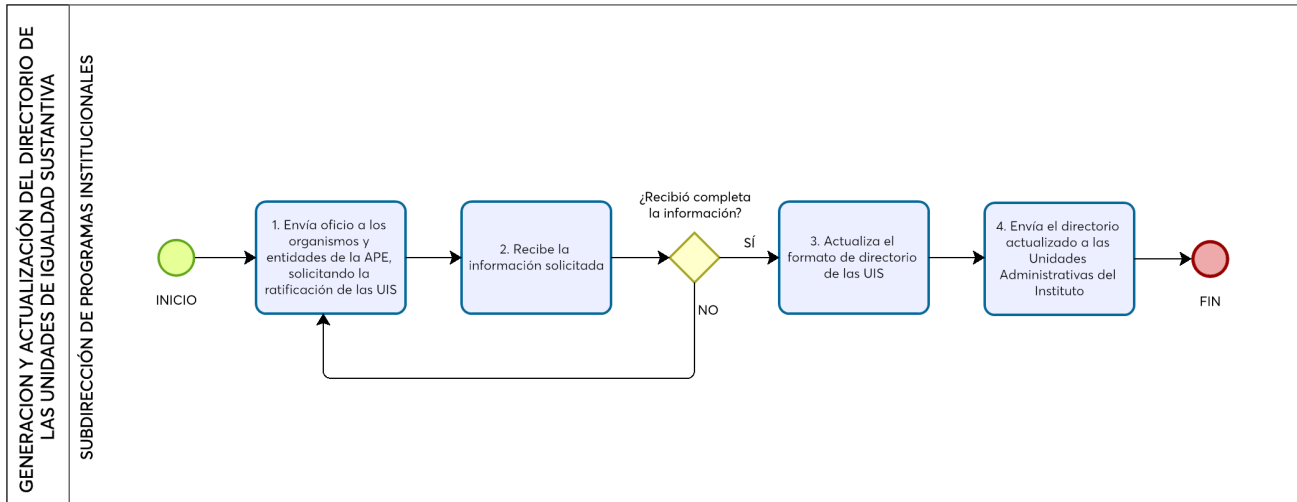 GENERACION Y ACTUALIZACIÓN DEL DIRECTORIO DE
LAS UNIDADES DE IGUALDAD SUSTANTIVA
SUBDIRECCIÓN DE PROGRAMAS INSTITUCIONALES
INICIO
1. Envía oficio a los
organismos y
entidades de la APE,
solicitando la
ratificación de las UIS
2. Recibe la
información solicitada
¿Recibió completa
la información?
SÍ
NO
3. Actualiza el
formato de directorio
de las UIS
4. Envía el directorio
actualizado a las
Unidades
Administrativas del
Instituto
FIN